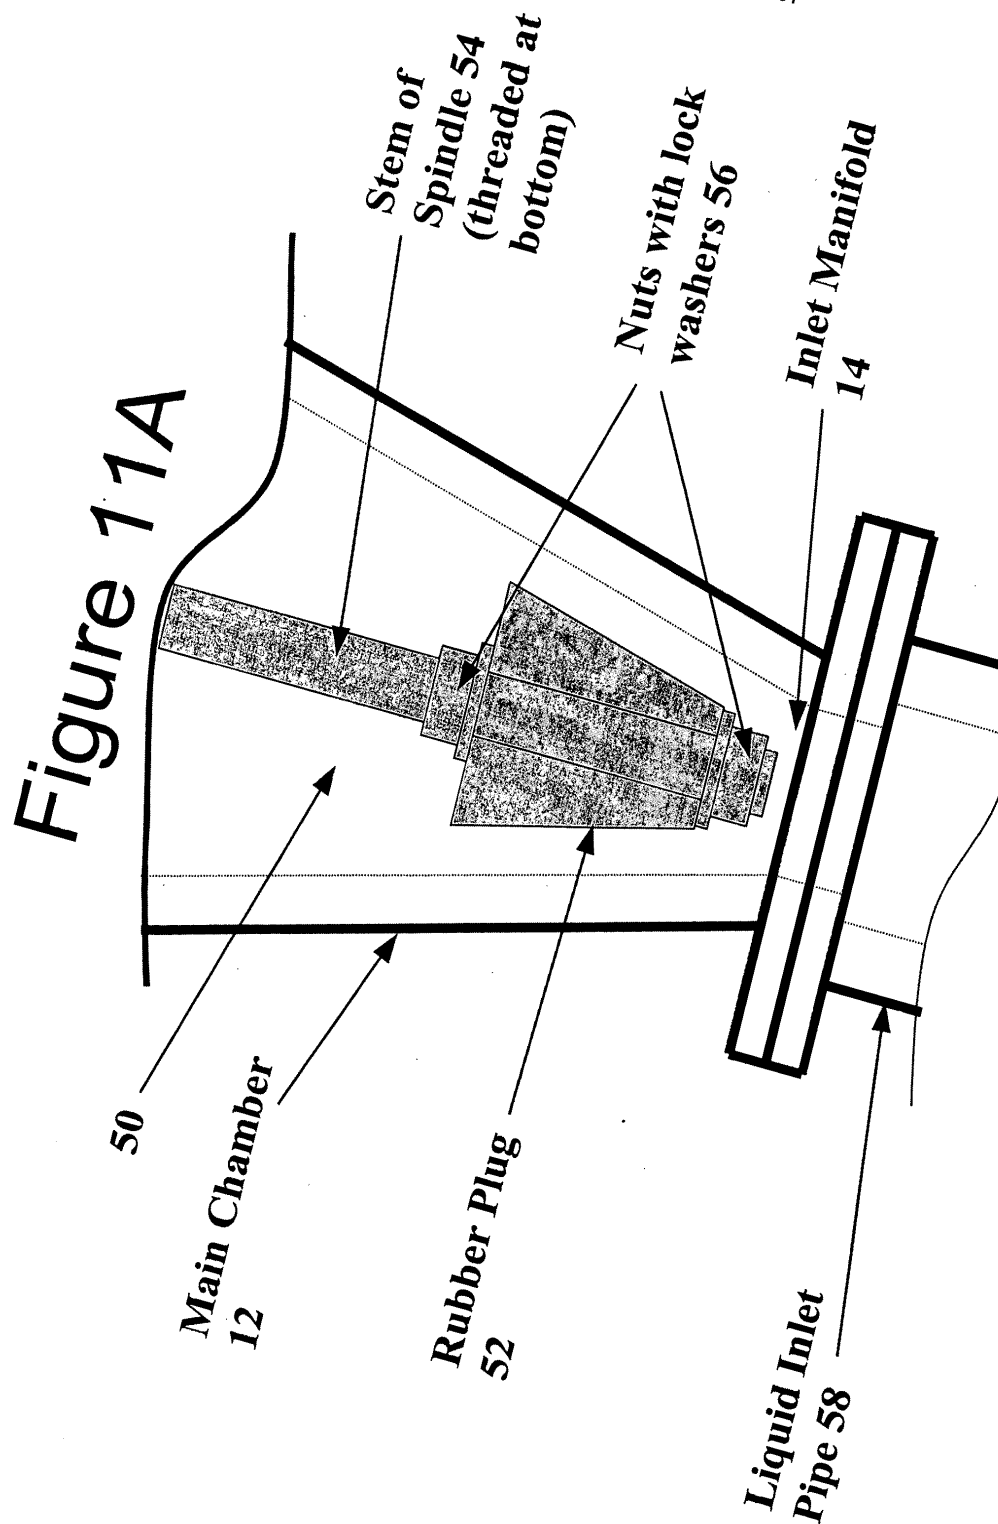 Figure 11A
50
Main Chamber
12
Rubber Plug
52
Liquid Inlet
Pipe 58
Stem of
Spindle 54
(threaded at
bottom)
Nuts with lock
washers 56
Inlet Manifold
14